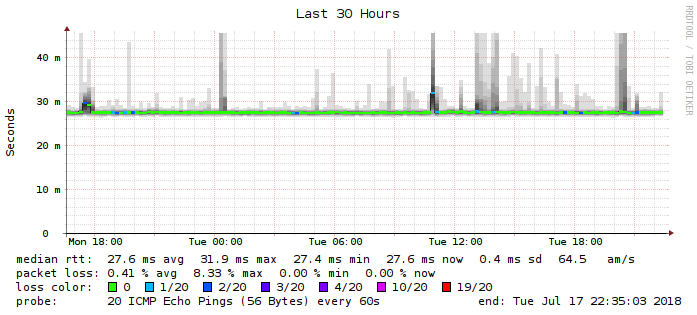 Last 30 Hours
RRDTOOL / TOBI OETIKER
Seconds
40 m
30 m
20 m
10 m
0
Mon 18:00 Tue 00:00 Tue 06:00 Tue 12:00 Tue 18:00
median rtt: 27.6 ms avg 31.9 ms max 27.4 ms min 27.6 ms now 0.4 ms sd 64.5 am/s
packet loss: 0.41 % avg 8.33 % max 0.00 % min 0.00 % now
loss color: 0 1/20 2/20 3/20 4/20 10/20 19/20
probe: 20 ICMP Echo Pings (56 Bytes) every 60s end: Tue Jul 17 22:35:03 2018